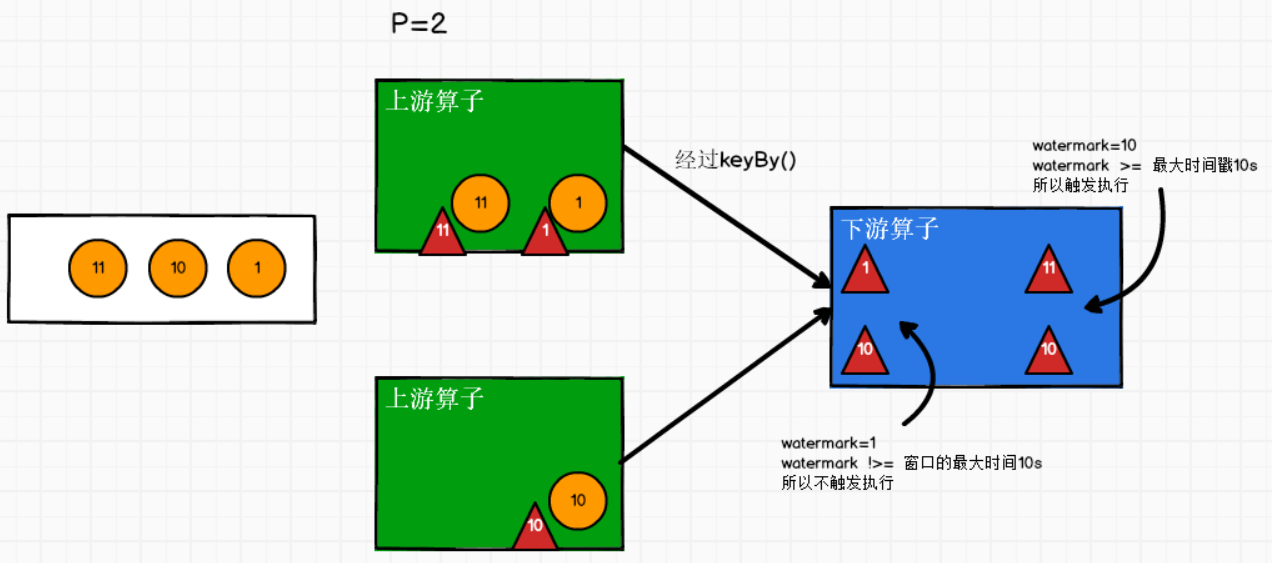 P=2
上游算子
11
1
11
1
经过keyBy()
11
10
1
上游算子
10
10
下游算子
1
11
10
10
watermark=10
watermark >= 最大时间戳10s
所以触发执行
watermark=1
watermark !>= 窗口的最大时间10s
所以不触发执行